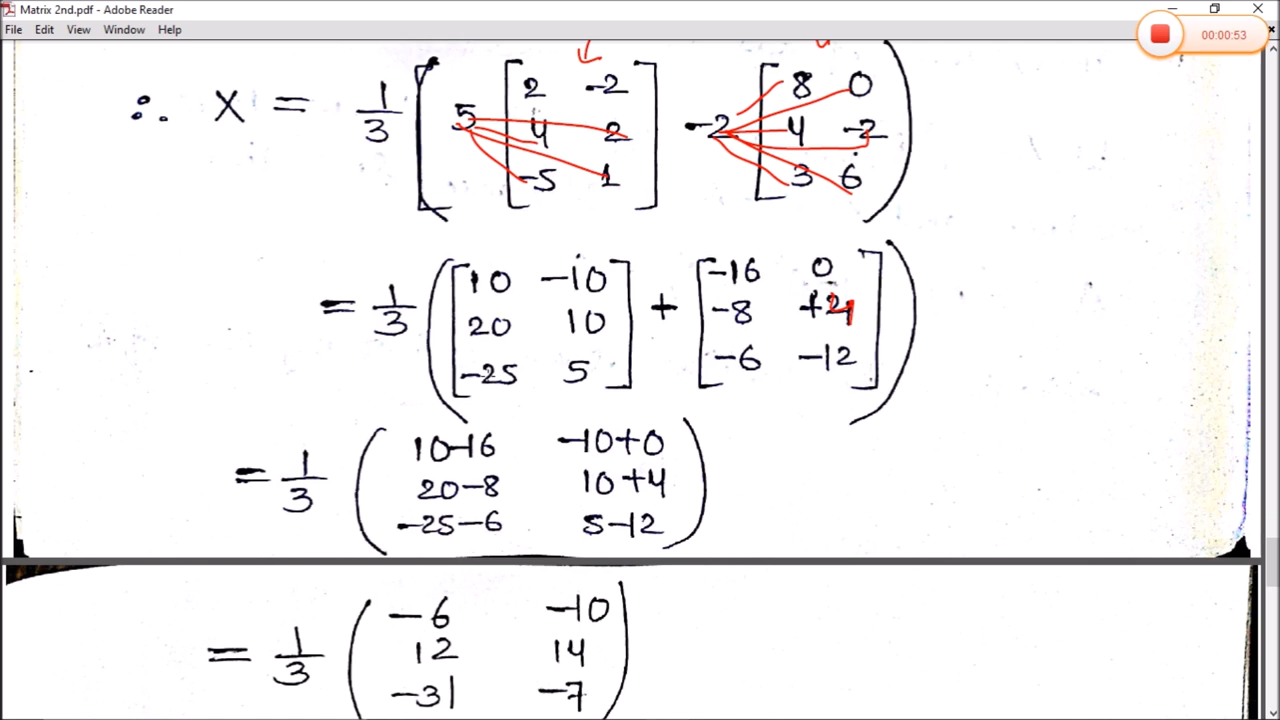 Matrix 2nd.pdf - Adobe Reader
File Edit View Window Help
00:00:53
∴ X = 1/3 [ 5 [ 2 -2
4 2
-5 1 ] -2 [ 8 0
4 -2
3 6 ] )
= 1/3 ( [ 10 -10
20 10
-25 5 ] + [ -16 0
-8 +4
-6 -12 ] )
= 1/3 ( 10-16 -10+0
20-8 10+4
-25-6 5-12 )
= 1/3 ( -6 -10
12 14
-31 -7 )